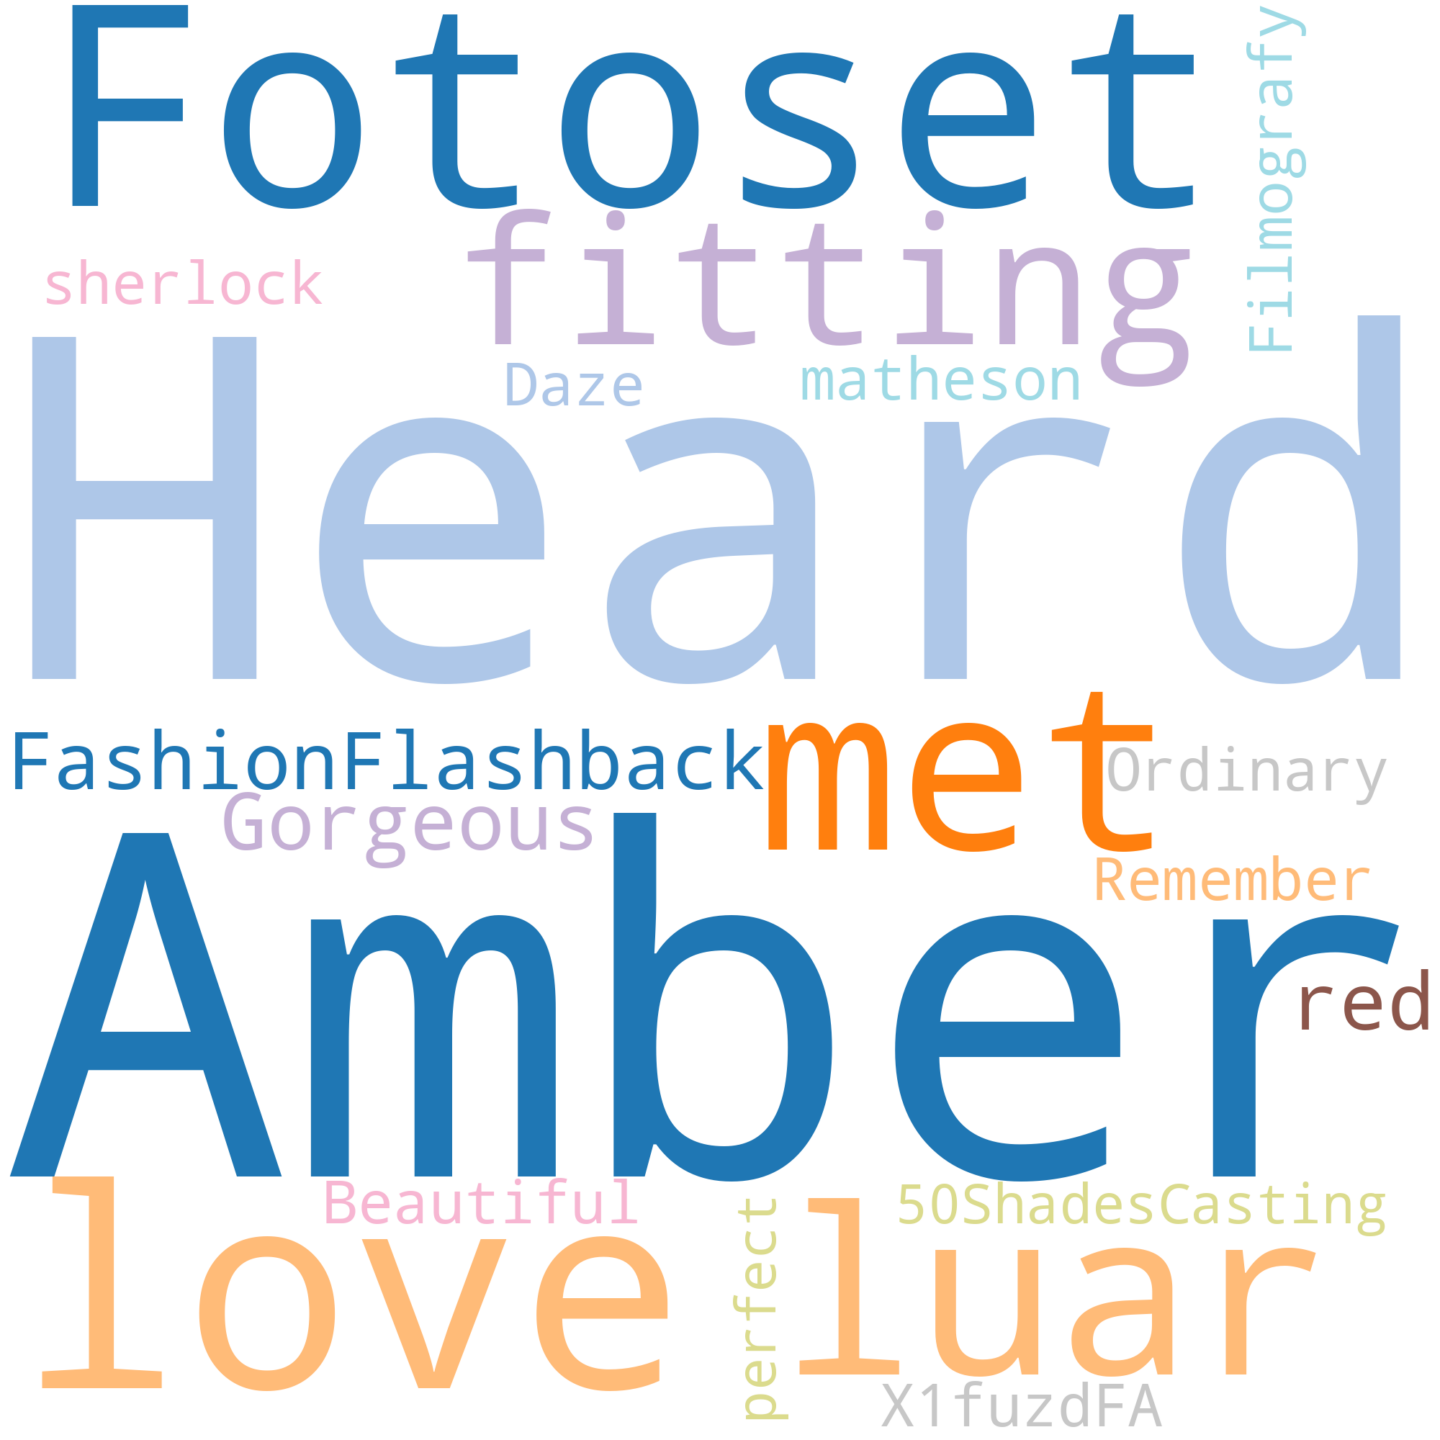 Fotoset
Filmografy
fitting
sherlock
Daze
matheson
Heard
met
FashionFlashback
Ordinary
Gorgeous
Amber
Remember
red
love
Beautiful
perfect
50ShadesCasting
luar
X1fuzdFA